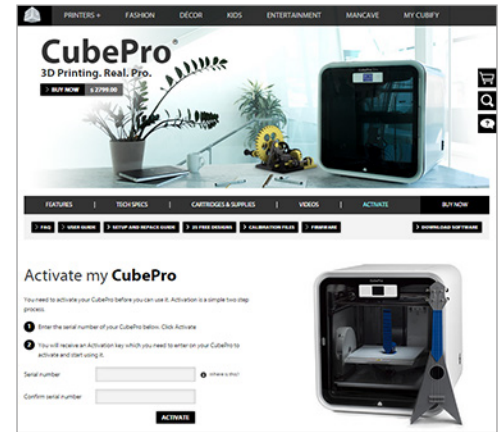 PRINTERS +
FASHION
DÉCOR
KIDS
ENTERTAINMENT
MANCAVE
MY CUBIFY
CubePro®
3D Printing. Real. Pro.
> BUY NOW
FEATURES | TECH SPECS | CARTRIDGES & SUPPLIES | VIDEOS | ACTIVATE
BUY NOW
> FAQ
> USER GUIDE
> SETUP AND REPACK GUIDE
> 25 FREE DESIGNS
> CALIBRATION FILES
> FIRMWARE
> DOWNLOAD SOFTWARE
Activate my CubePro
You need to activate your CubePro before you can use it. Activation is a simple two step
process.
1 Enter the serial number of your CubePro below. Click Activate
2 You will receive an Activation key which you need to enter on your CubePro to
activate and start using it.
Serial number
Confirm serial number
ACTIVATE